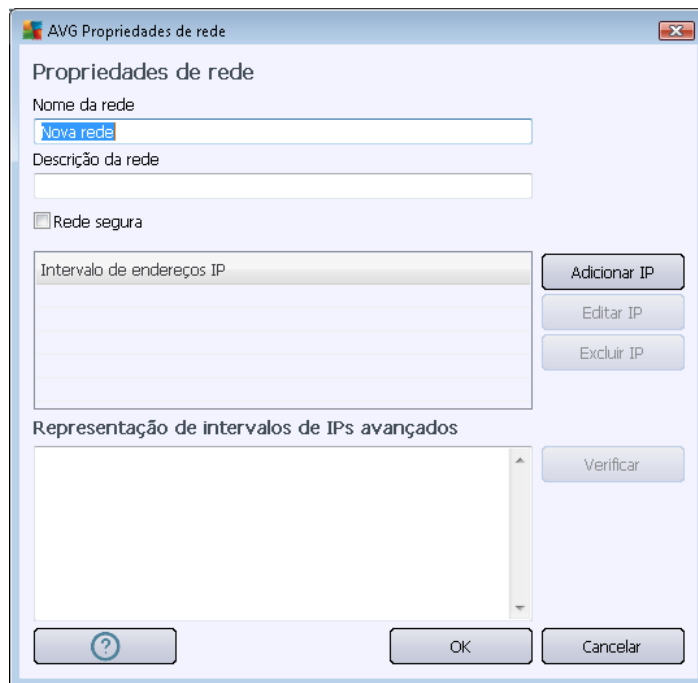 AVG Propriedades de rede
Propriedades de rede
Nome da rede
Nova rede
Descrição da rede
Rede segura
Intervalo de endereços IP
Adicionar IP
Editar IP
Excluir IP
Representação de intervalos de IPs avançados
Verificar
?
OK
Cancelar